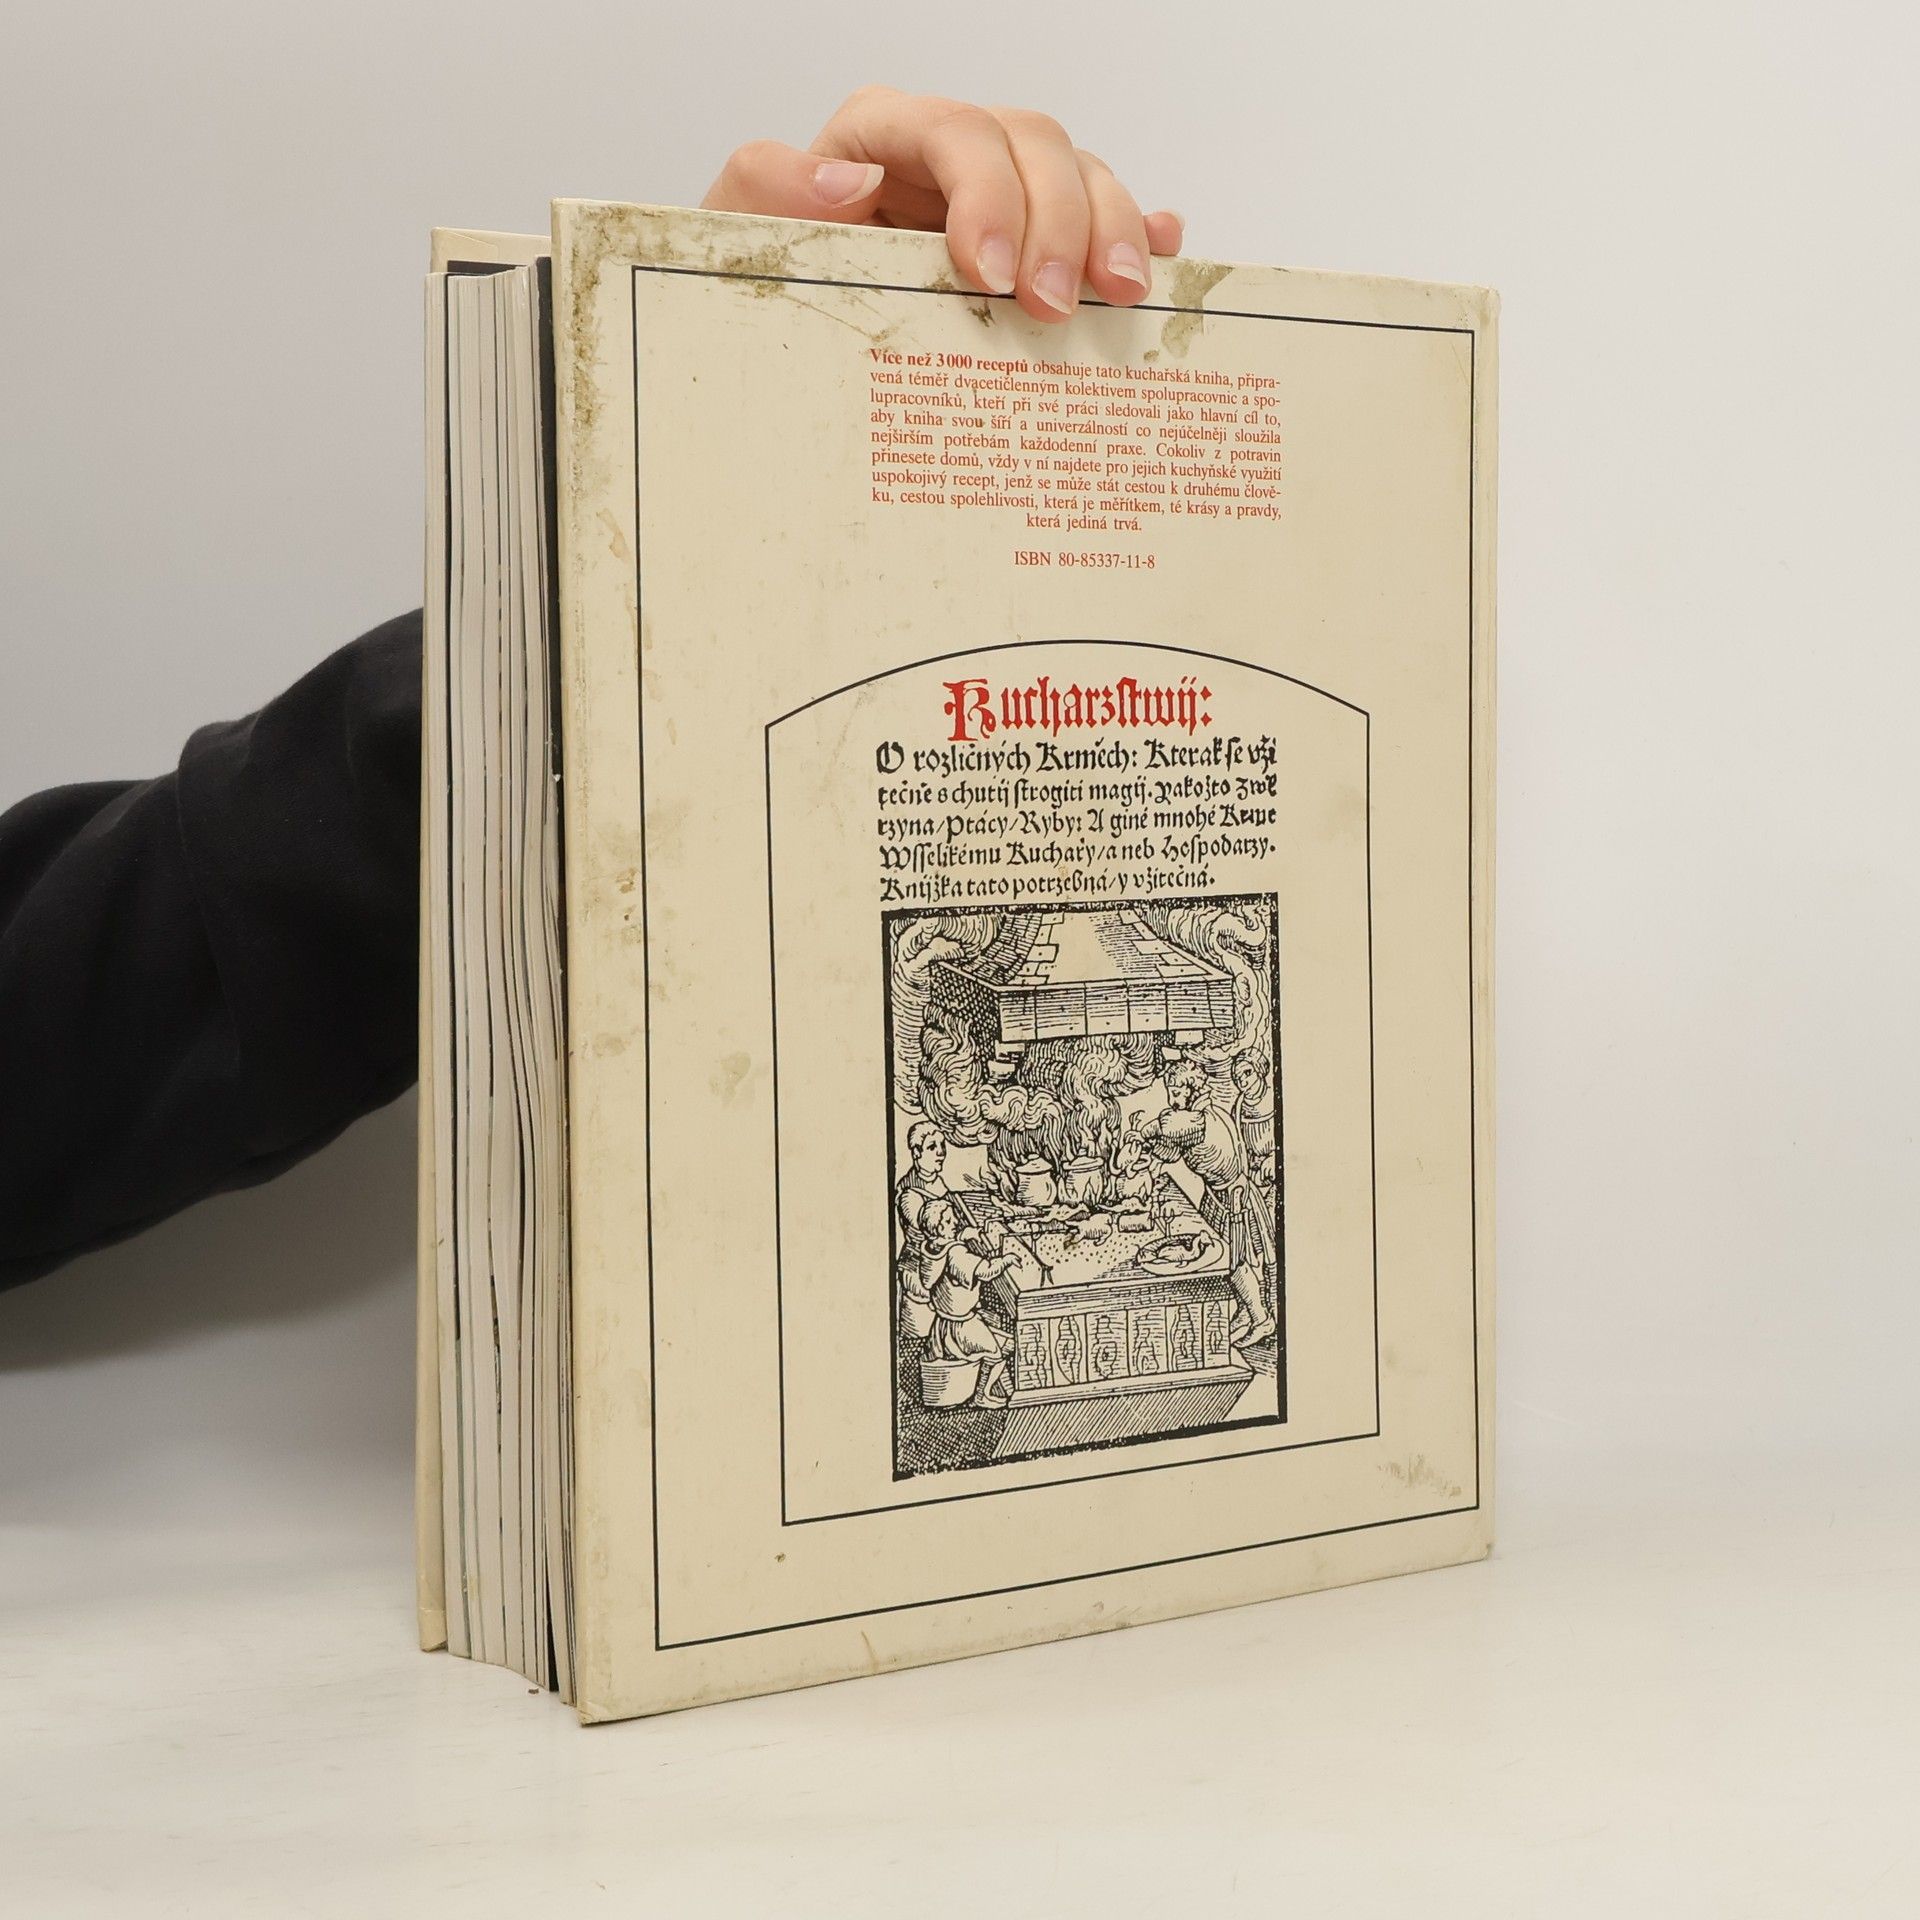 Více než 3000 receptů obsahuje tato kuchařská kniha, připra-
vená téměř dvacetičlenným kolektivem spolupracovnic a spo-
lupracovníků, kteří při své práci sledovali jako hlavní cíl to,
aby kniha svou šíří a univerzálností co nejúčelněji sloužila
nejširším potřebám každodenní praxe. Cokoliv z potravin
přinesete domů, vždy v ní najdete pro jejich kuchyňské využití
uspokojivý recept, jenž se může stát cestou k druhému člově-
ku, cestou spolehlivosti, která je měřítkem, té krásy a pravdy,
která jediná trvá.
ISBN 80-85337-11-8
Kucharzſtwij:
O rozličných Krměch: Kterak ſe vži
tečně s chutij ſtrogiti magij. Yakožto Zwě
rzyna/Ptácy/Ryby: A giné mnohé Krme
Wſſelikému Kuchařy/a neb Hoſpodarzy.
Knijžka tato potrzebná/y vžitečná.